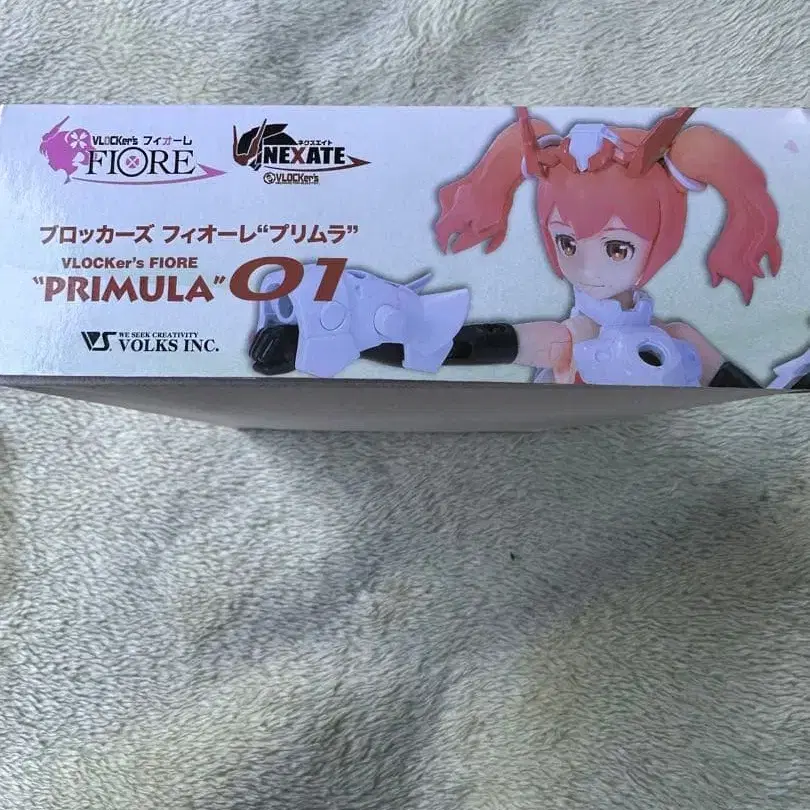 VLOCKer's フィオーレ
FIORE
ネクスエイト
NEXATE
VLOCKer's
ブロッカーズ フィオーレ“プリムラ”
VLOCKer's FIORE
“PRIMULA” 01
WE SEEK CREATIVITY
VS. VOLKS INC.